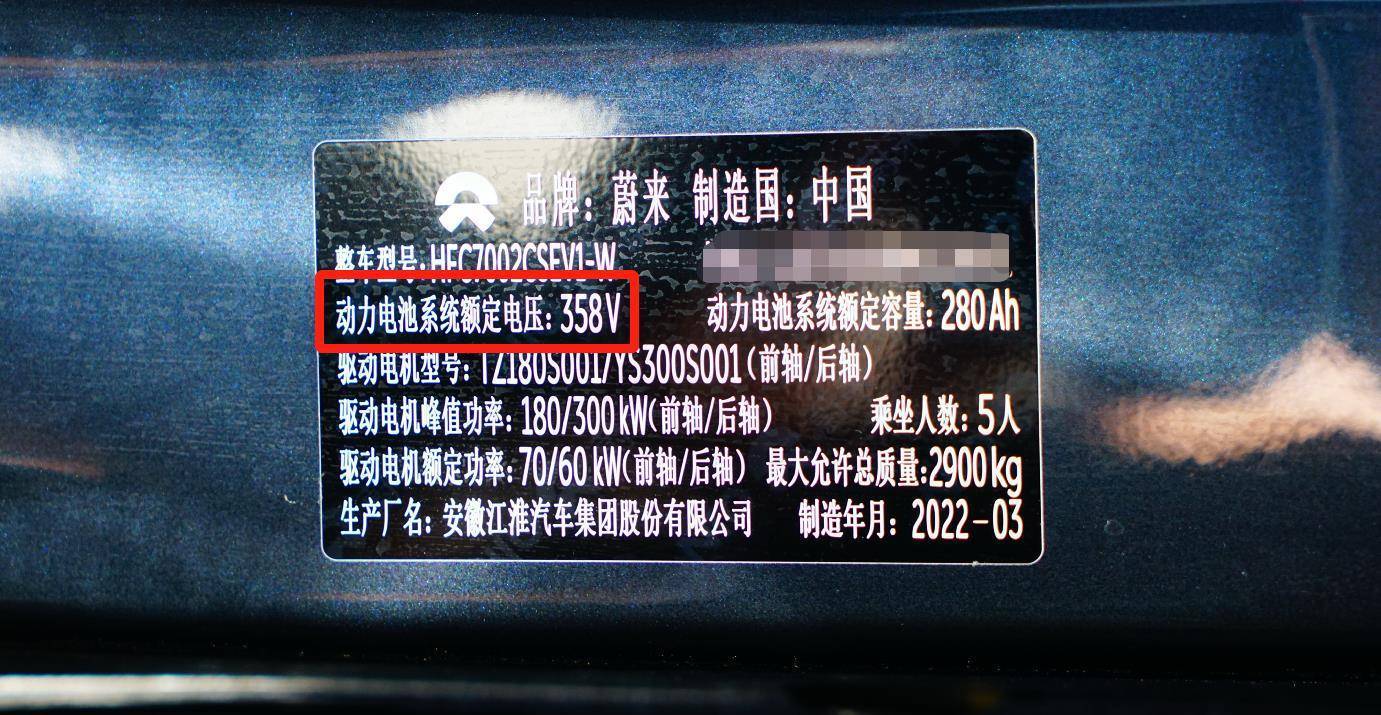 品牌：蔚来 制造国：中国
整车型号：HFC7002CSEV1-W
动力电池系统额定电压：358V 动力电池系统额定容量：280Ah
驱动电机型号：TZ180S001/YS300S001（前轴/后轴）
驱动电机峰值功率：180/300kW（前轴/后轴） 乘坐人数：5人
驱动电机额定功率：70/60kW（前轴/后轴） 最大允许总质量：2900kg
生产厂名：安徽江淮汽车集团股份有限公司 制造年月：2022-03